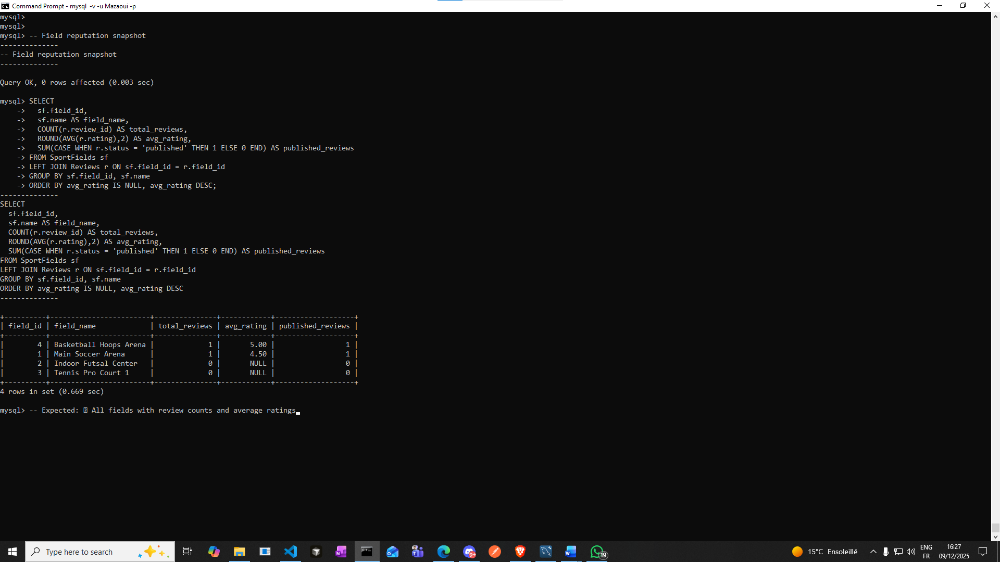 Command Prompt - mysql  -v -u Mazaoui -p
mysql>
mysql>
mysql> -- Field reputation snapshot
--------------
-- Field reputation snapshot
--------------
Query OK, 0 rows affected (0.003 sec)
mysql> SELECT
    ->   sf.field_id,
    ->   sf.name AS field_name,
    ->   COUNT(r.review_id) AS total_reviews,
    ->   ROUND(AVG(r.rating),2) AS avg_rating,
    ->   SUM(CASE WHEN r.status = 'published' THEN 1 ELSE 0 END) AS published_reviews
    -> FROM SportFields sf
    -> LEFT JOIN Reviews r ON sf.field_id = r.field_id
    -> GROUP BY sf.field_id, sf.name
    -> ORDER BY avg_rating IS NULL, avg_rating DESC;
--------------
SELECT
  sf.field_id,
  sf.name AS field_name,
  COUNT(r.review_id) AS total_reviews,
  ROUND(AVG(r.rating),2) AS avg_rating,
  SUM(CASE WHEN r.status = 'published' THEN 1 ELSE 0 END) AS published_reviews
FROM SportFields sf
LEFT JOIN Reviews r ON sf.field_id = r.field_id
GROUP BY sf.field_id, sf.name
ORDER BY avg_rating IS NULL, avg_rating DESC
--------------
+----------+------------------------+---------------+------------+-------------------+
| field_id | field_name             | total_reviews | avg_rating | published_reviews |
+----------+------------------------+---------------+------------+-------------------+
|        4 | Basketball Hoops Arena |             1 |       5.00 |                 1 |
|        1 | Main Soccer Arena      |             1 |       4.50 |                 1 |
|        2 | Indoor Futsal Center   |             0 |       NULL |                 0 |
|        3 | Tennis Pro Court 1     |             0 |       NULL |                 0 |
+----------+------------------------+---------------+------------+-------------------+
4 rows in set (0.669 sec)
mysql> -- Expected: All fields with review counts and average ratings
Type here to search
9+
19
15°C  Ensoleillé
ENG
FR
16:27
09/12/2025